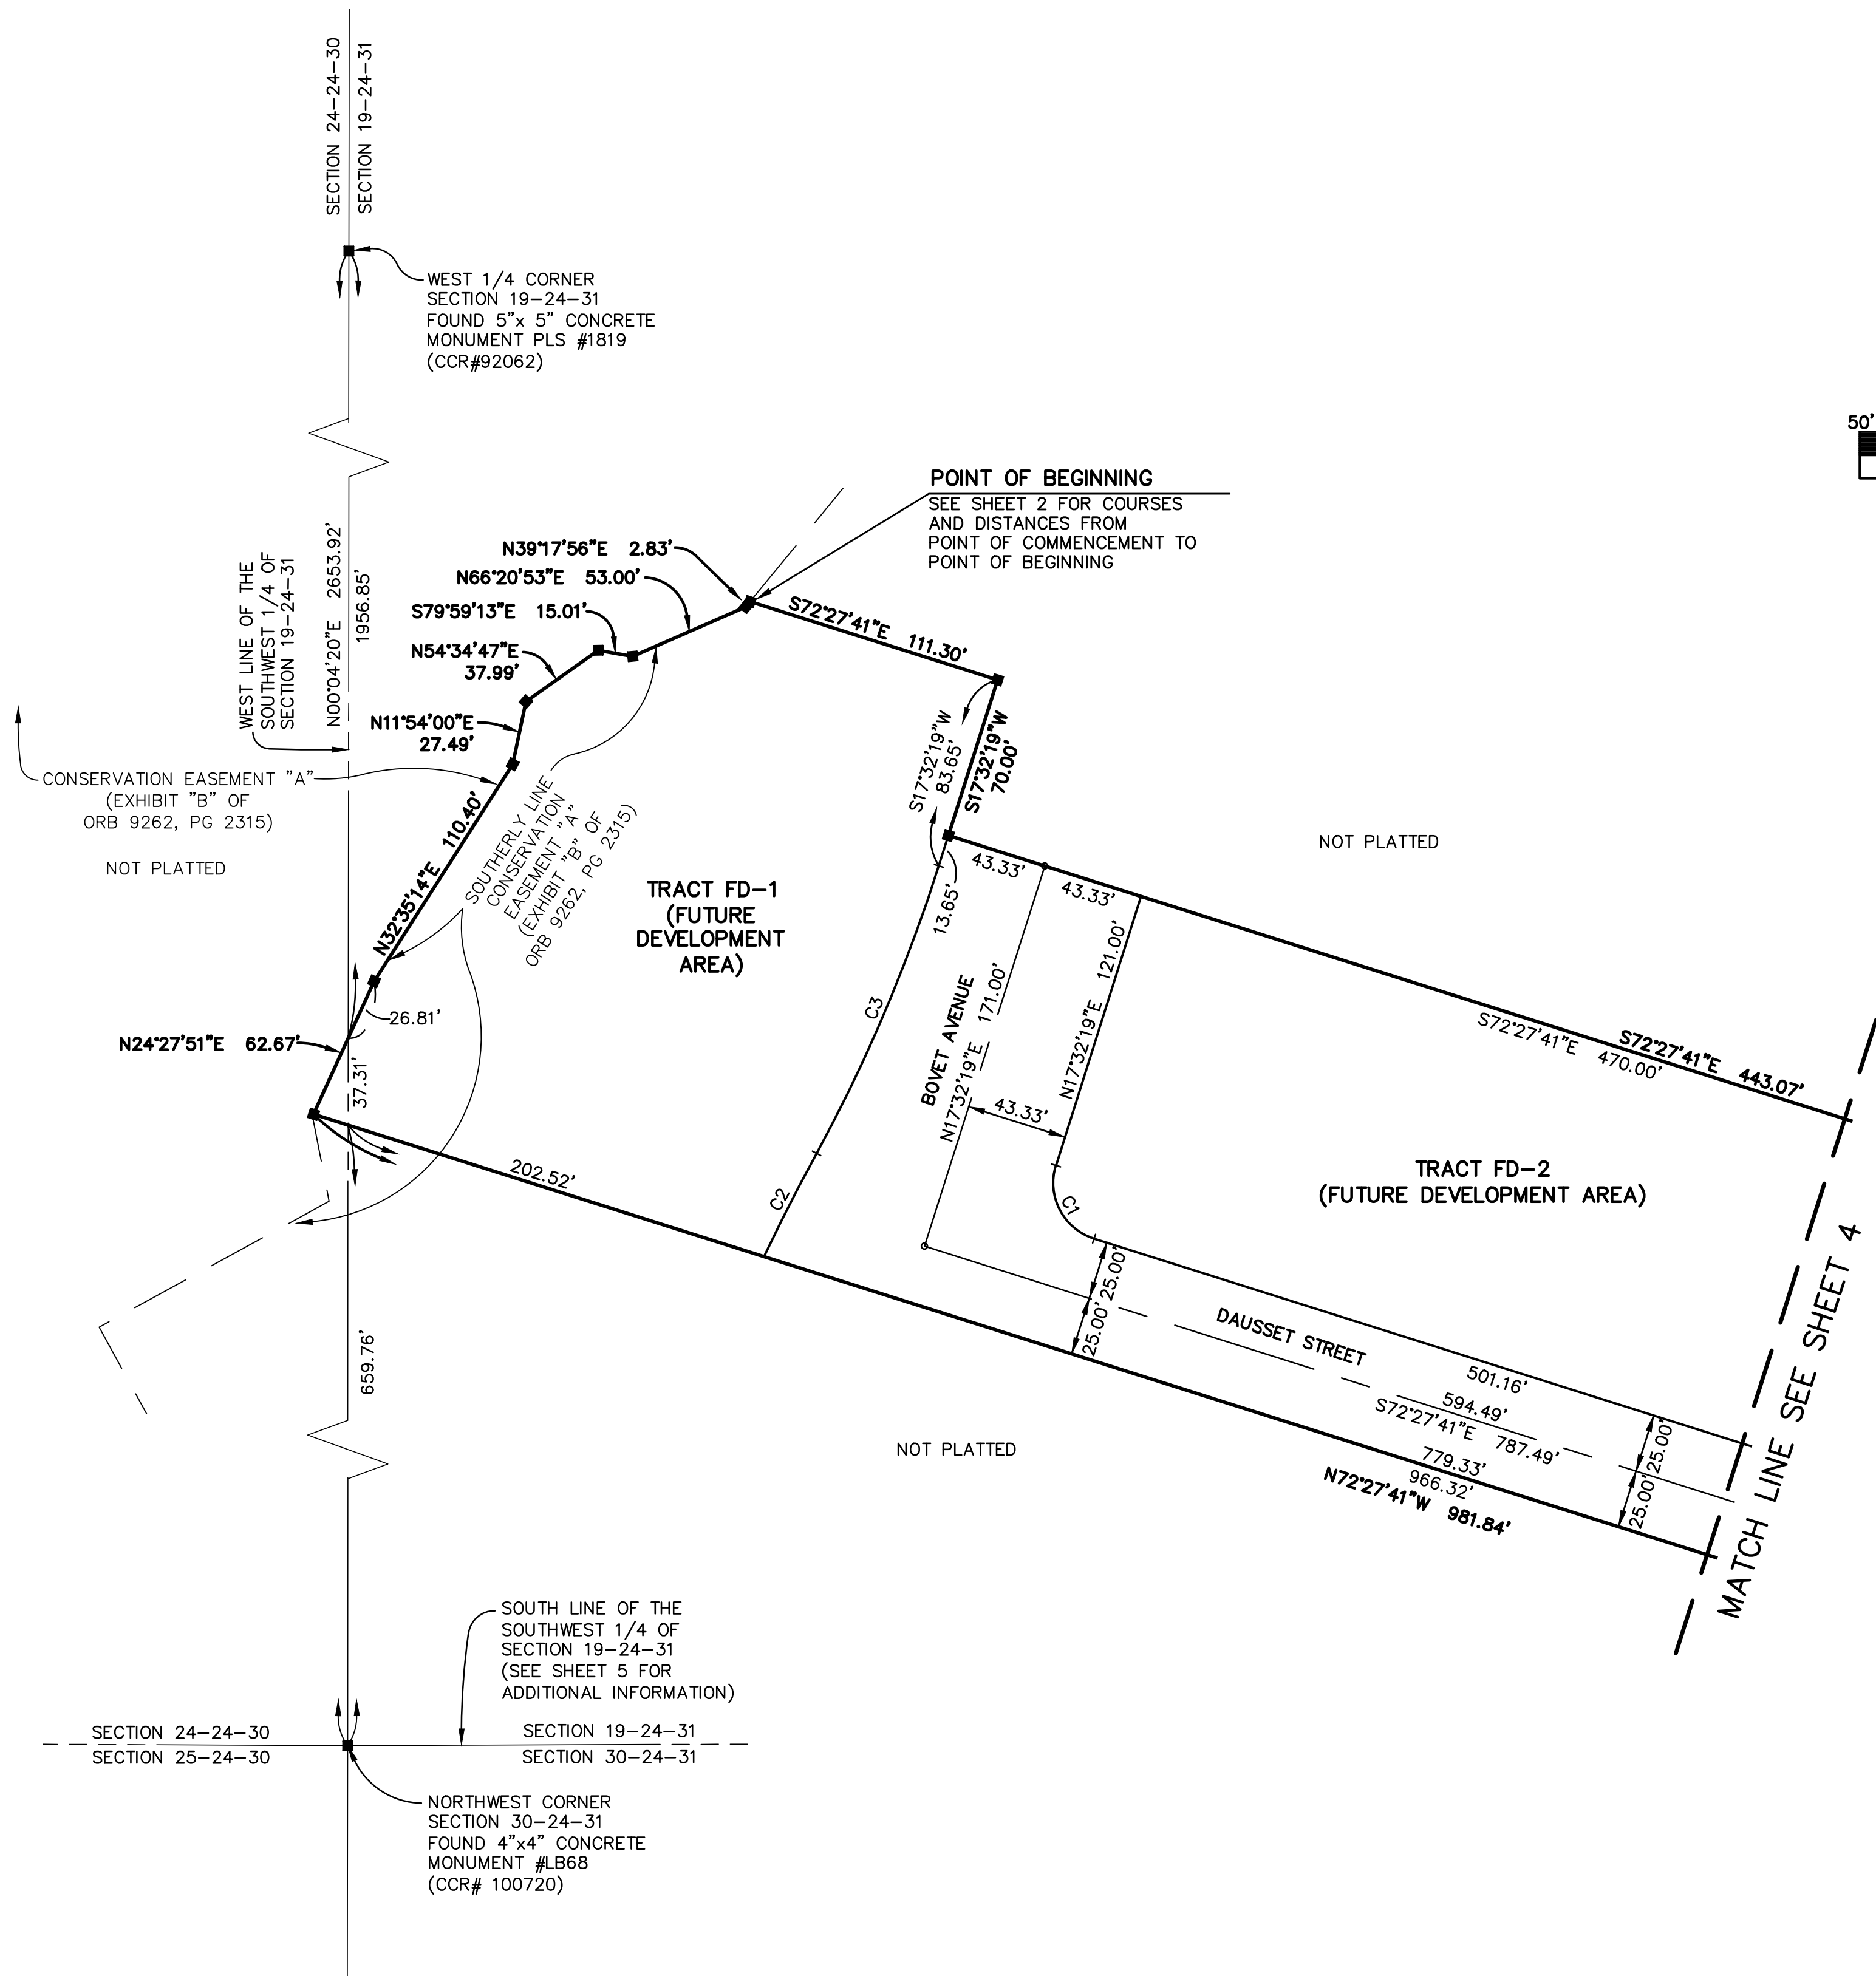 SECTION 24-24-30
SECTION 19-24-31
WEST 1/4 CORNER
SECTION 19-24-31
FOUND 5"x 5" CONCRETE
MONUMENT PLS #1819
(CCR#92062)
50'
POINT OF BEGINNING
SEE SHEET 2 FOR COURSES
AND DISTANCES FROM
POINT OF COMMENCEMENT TO
POINT OF BEGINNING
N39°17'56"E 2.83'
N66°20'53"E 53.00'
S79°59'13"E 15.01'
N54°34'47"E
37.99'
N11°54'00"E
27.49'
WEST LINE OF THE
SOUTHWEST 1/4 OF
SECTION 19-24-31
N00°04'20"E 2653.92'
1956.85'
S72°27'41"E 111.30'
S17°32'19"W
83.65'
S17°32'19"W
70.00'
CONSERVATION EASEMENT "A"
(EXHIBIT "B" OF
ORB 9262, PG 2315)
NOT PLATTED
N32°35'14"E 110.40'
SOUTHERLY LINE
CONSERVATION
EASEMENT "A"
(EXHIBIT "B" OF
ORB 9262, PG 2315)
TRACT FD-1
(FUTURE
DEVELOPMENT
AREA)
NOT PLATTED
43.33'
43.33'
13.65'
C3
BOVET AVENUE
N17°32'19"E 171.00'
N17°32'19"E 121.00'
43.33'
S72°27'41"E 470.00'
S72°27'41"E 443.07'
26.81'
N24°27'51"E 62.67'
37.31'
202.52'
C2
C1
TRACT FD-2
(FUTURE DEVELOPMENT AREA)
25.00'
25.00'
DAUSSET STREET
501.16'
594.49'
S72°27'41"E 787.49'
779.33'
966.32'
N72°27'41"W 981.84'
25.00'
25.00'
MATCH LINE SEE SHEET 4
659.76'
NOT PLATTED
SOUTH LINE OF THE
SOUTHWEST 1/4 OF
SECTION 19-24-31
(SEE SHEET 5 FOR
ADDITIONAL INFORMATION)
SECTION 24-24-30
SECTION 19-24-31
SECTION 25-24-30
SECTION 30-24-31
NORTHWEST CORNER
SECTION 30-24-31
FOUND 4"x4" CONCRETE
MONUMENT #LB68
(CCR# 100720)